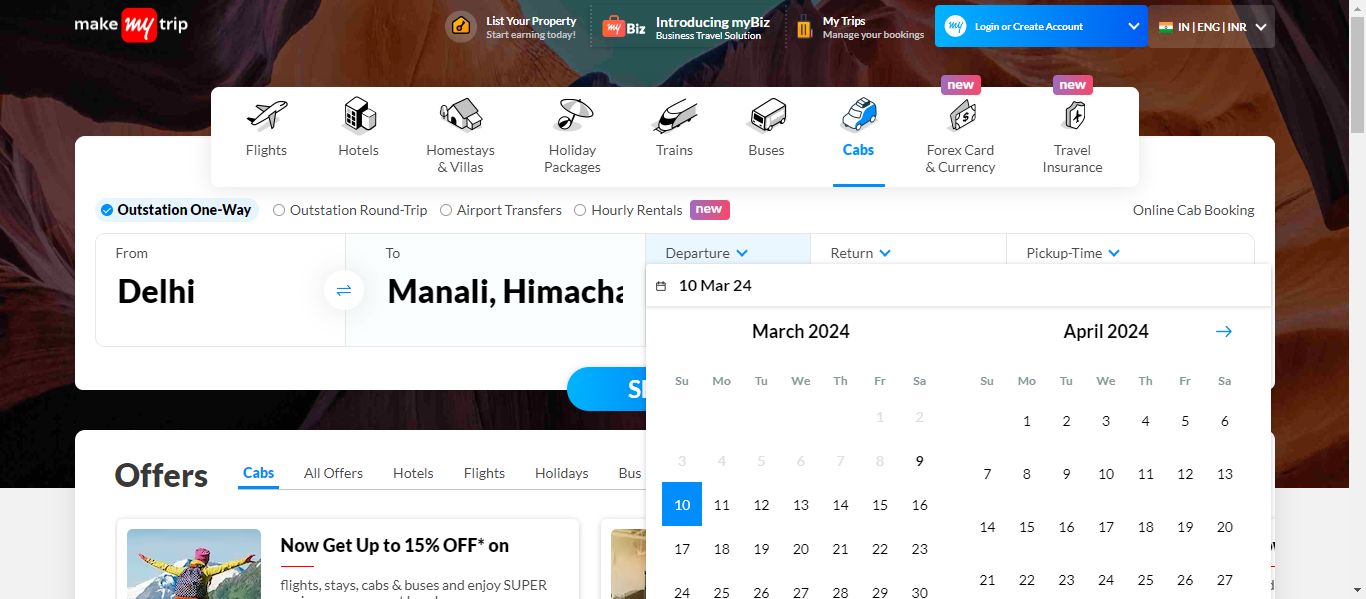 make my trip
List Your Property
Start earning today!
my Biz
Introducing myBiz
Business Travel Solution
My Trips
Manage your bookings
my
Login or Create Account
IN | ENG | INR
new
new
Flights
Hotels
Homestays
& Villas
Holiday
Packages
Trains
Buses
Cabs
Forex Card
& Currency
Travel
Insurance
Outstation One-Way
Outstation Round-Trip
Airport Transfers
Hourly Rentals
new
Online Cab Booking
From
Delhi
To
Manali, Himacha
Departure
Return
Pickup-Time
10 Mar 24
March 2024
Su Mo Tu We Th Fr Sa
1 2
3 4 5 6 7 8 9
10 11 12 13 14 15 16
17 18 19 20 21 22 23
24 25 26 27 28 29 30
April 2024
Su Mo Tu We Th Fr Sa
1 2 3 4 5 6
7 8 9 10 11 12 13
14 15 16 17 18 19 20
21 22 23 24 25 26 27
Offers
Cabs
All Offers
Hotels
Flights
Holidays
Bus
Now Get Up to 15% OFF* on
flights, stays, cabs & buses and enjoy SUPER